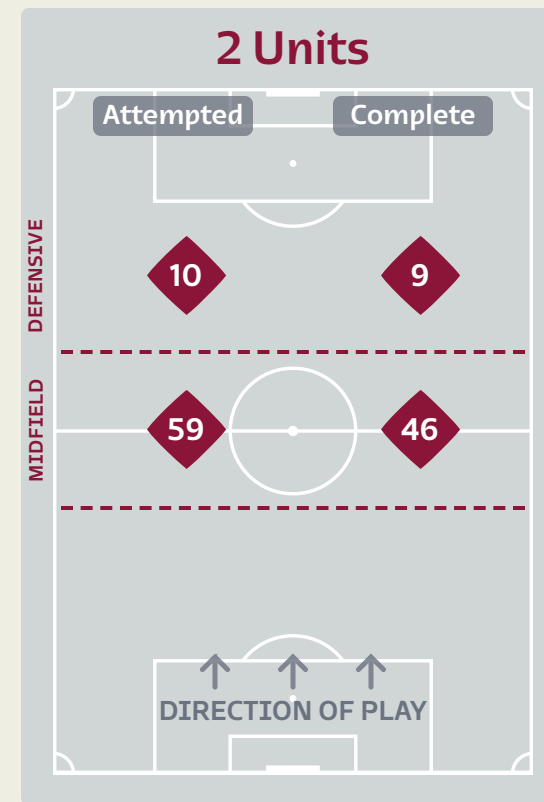 2 Units
Attempted Complete
DEFENSIVE
10 9
MIDFIELD
59 46
DIRECTION OF PLAY